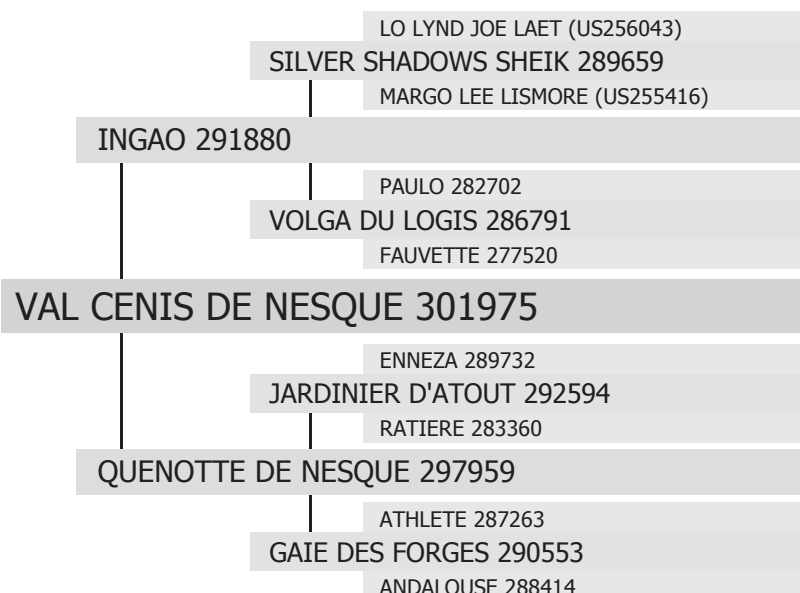 LO LYND JOE LAET (US256043)
SILVER SHADOWS SHEIK 289659
MARGO LEE LISMORE (US255416)
INGAO 291880
PAULO 282702
VOLGA DU LOGIS 286791
FAUVETTE 277520
VAL CENIS DE NESQUE 301975
ENNEZA 289732
JARDINIER D'ATOUT 292594
RATIERE 283360
QUENOTTE DE NESQUE 297959
ATHLETE 287263
GAIE DES FORGES 290553
ANDALOUSE 288414